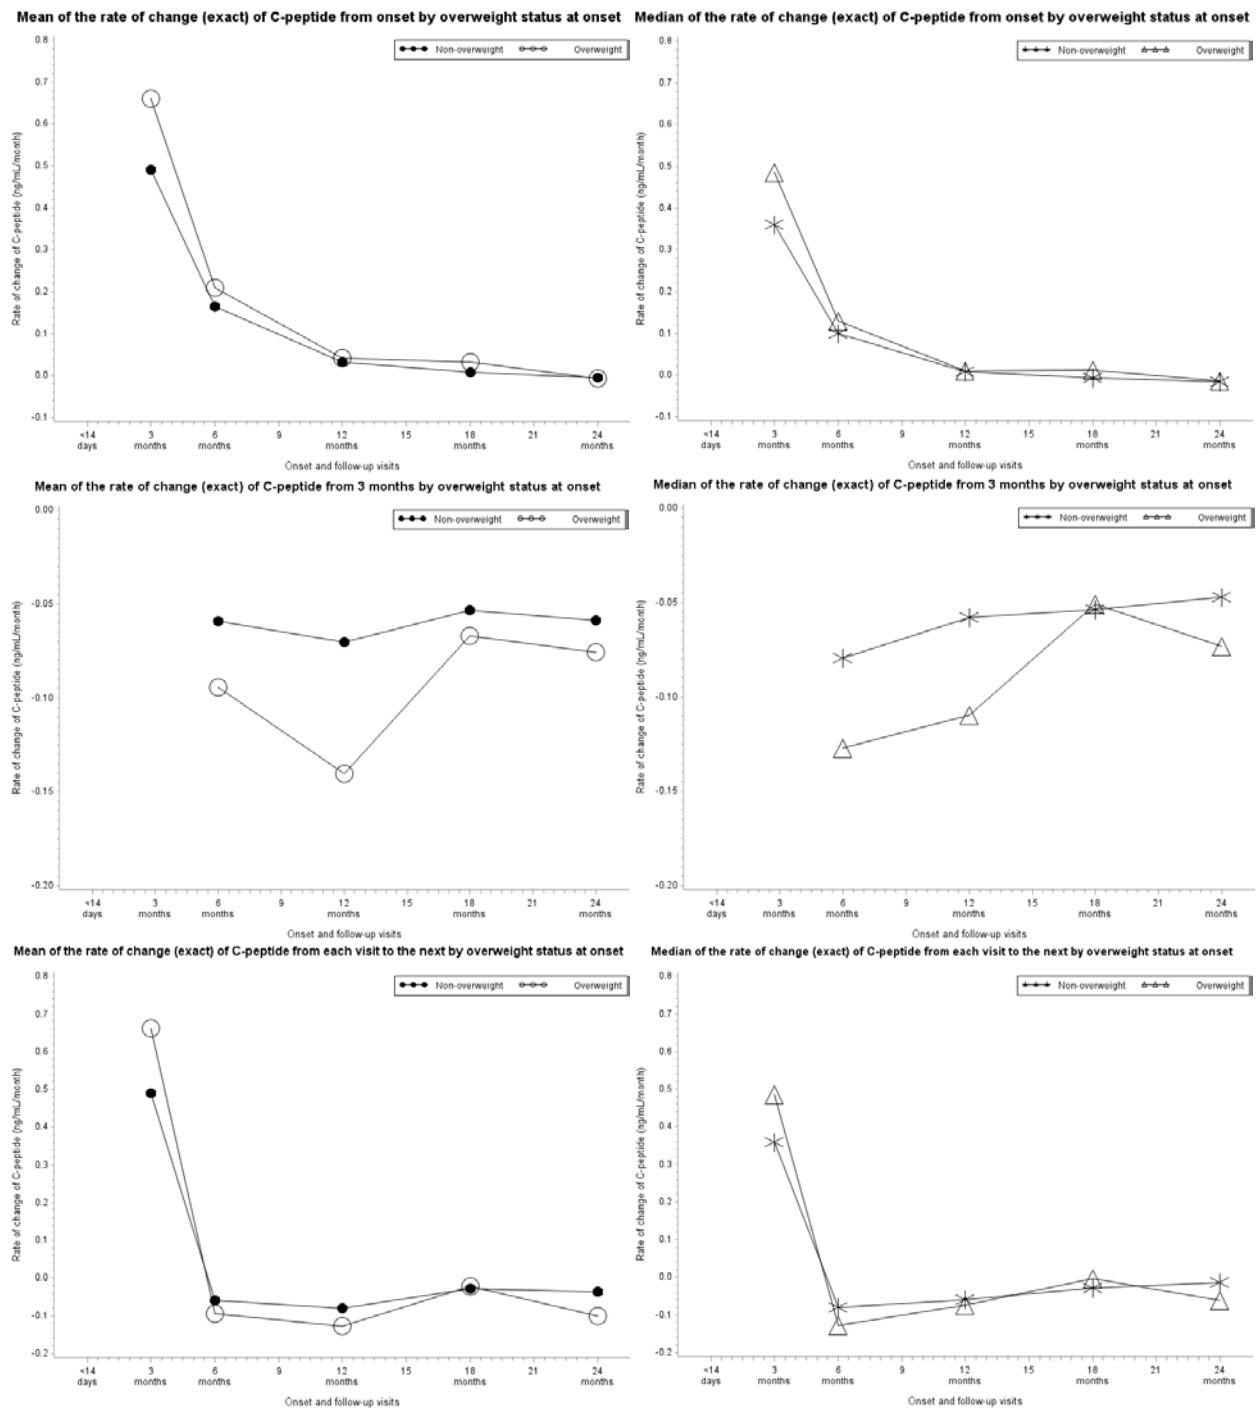 Mean of the rate of change (exact) of C-peptide from onset by overweight status at onset
Non-overweight Overweight
Rate of change of C-peptide (ng/mL/month)
0.8
0.7
0.6
0.5
0.4
0.3
0.2
0.1
0.0
-0.1
<14 3 6 9 12 15 18 21 24
days months months months months months
Onset and follow-up visits
Median of the rate of change (exact) of C-peptide from onset by overweight status at onset
Non-overweight Overweight
Rate of change of C-peptide (ng/mL/month)
0.8
0.7
0.6
0.5
0.4
0.3
0.2
0.1
0.0
-0.1
<14 3 6 9 12 15 18 21 24
days months months months months months
Onset and follow-up visits
Mean of the rate of change (exact) of C-peptide from 3 months by overweight status at onset
Non-overweight Overweight
Rate of change of C-peptide (ng/mL/month)
0.00
-0.05
-0.10
-0.15
-0.20
<14 3 6 9 12 15 18 21 24
days months months months months months
Onset and follow-up visits
Median of the rate of change (exact) of C-peptide from 3 months by overweight status at onset
Non-overweight Overweight
Rate of change of C-peptide (ng/mL/month)
0.00
-0.05
-0.10
-0.15
-0.20
<14 3 6 9 12 15 18 21 24
days months months months months months
Onset and follow-up visits
Mean of the rate of change (exact) of C-peptide from each visit to the next by overweight status at onset
Non-overweight Overweight
Rate of change of C-peptide (ng/mL/month)
0.8
0.7
0.6
0.5
0.4
0.3
0.2
0.1
0.0
-0.1
-0.2
<14 3 6 9 12 15 18 21 24
days months months months months months
Onset and follow-up visits
Median of the rate of change (exact) of C-peptide from each visit to the next by overweight status at onset
Non-overweight Overweight
Rate of change of C-peptide (ng/mL/month)
0.8
0.7
0.6
0.5
0.4
0.3
0.2
0.1
0.0
-0.1
-0.2
<14 3 6 9 12 15 18 21 24
days months months months months months
Onset and follow-up visits